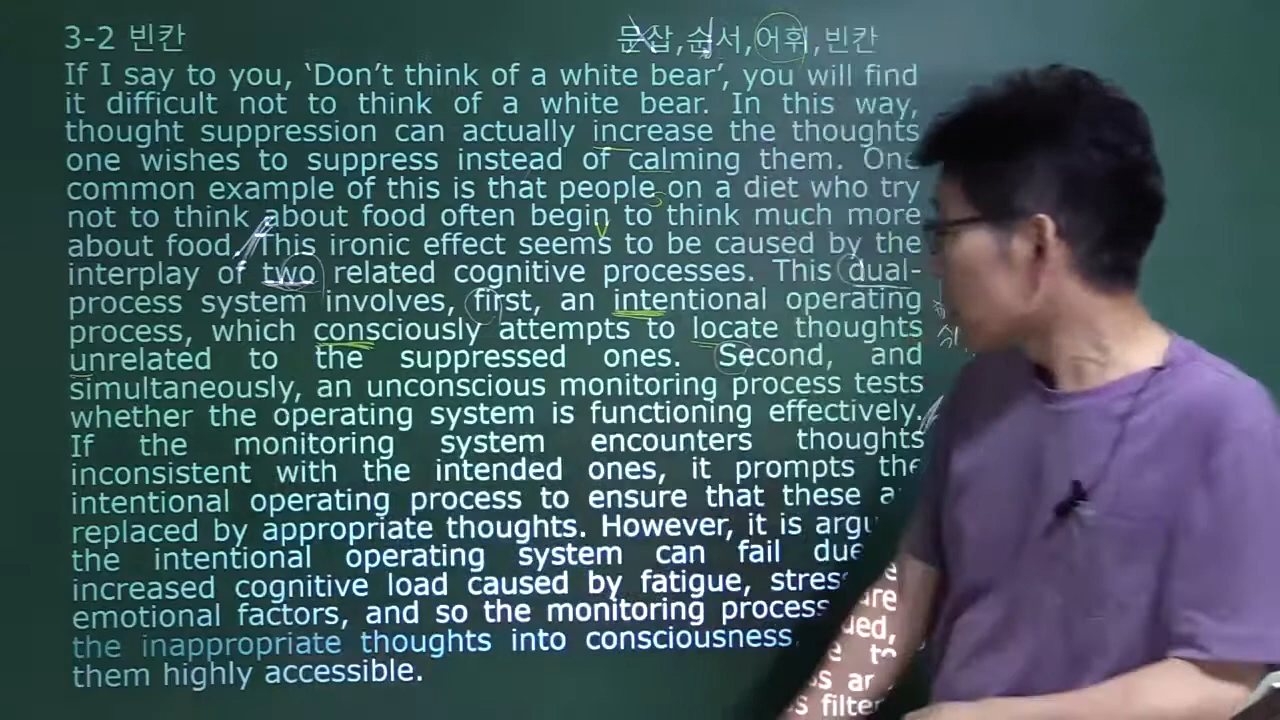 3-2 빈칸
문삽,순서,어휘,빈칸
If I say to you, ‘Don’t think of a white bear’, you will find
it difficult not to think of a white bear. In this way,
thought suppression can actually increase the thoughts
one wishes to suppress instead of calming them. One
common example of this is that people on a diet who try
not to think about food often begin to think much more
about food. This ironic effect seems to be caused by the
interplay of two related cognitive processes. This dual-
process system involves, first, an intentional operating
process, which consciously attempts to locate thoughts
unrelated to the suppressed ones. Second, and
simultaneously, an unconscious monitoring process tests
whether the operating system is functioning effectively.
If the monitoring system encounters thoughts
inconsistent with the intended ones, it prompts the
intentional operating process to ensure that these
replaced by appropriate thoughts. However, it is
the intentional operating system can fail due
increased cognitive load caused by fatigue,
emotional factors, and so the monitoring process
the inappropriate thoughts into consciousness,
them highly accessible.